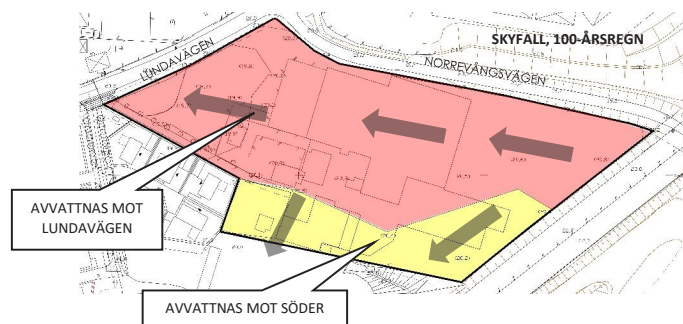 SKYFALL, 100-ÅRSREGN
LUNDAVÄGEN
NORREVÅNGSVÄGEN
AVVATTNAS MOT
LUNDAVÄGEN
AVVATTNAS MOT SÖDER